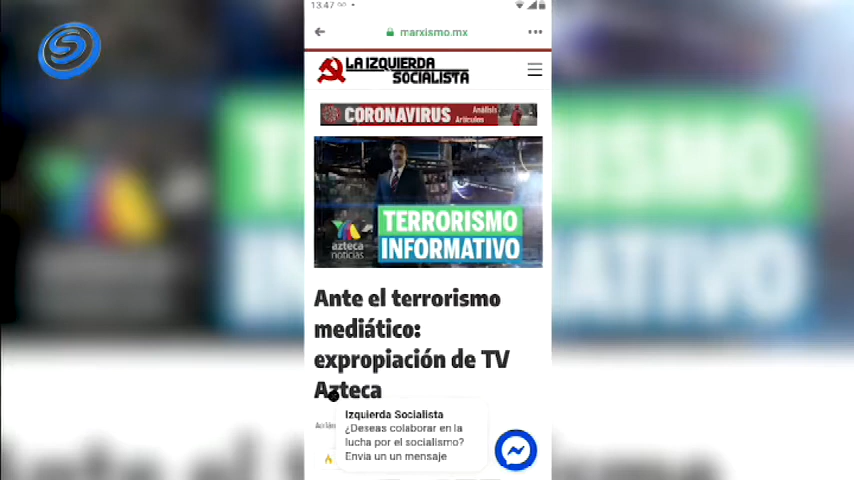 13.47
marxismo.mx
LA IZQUIERDA
SOCIALISTA
CORONAVIRUS
Análisis
Artículos
azteca
noticias
TERRORISMO
INFORMATIVO
Ante el terrorismo
mediático:
expropiación de TV
Azteca
Izquierda Socialista
¿Deseas colaborar en la
lucha por el socialismo?
Envia un un mensaje